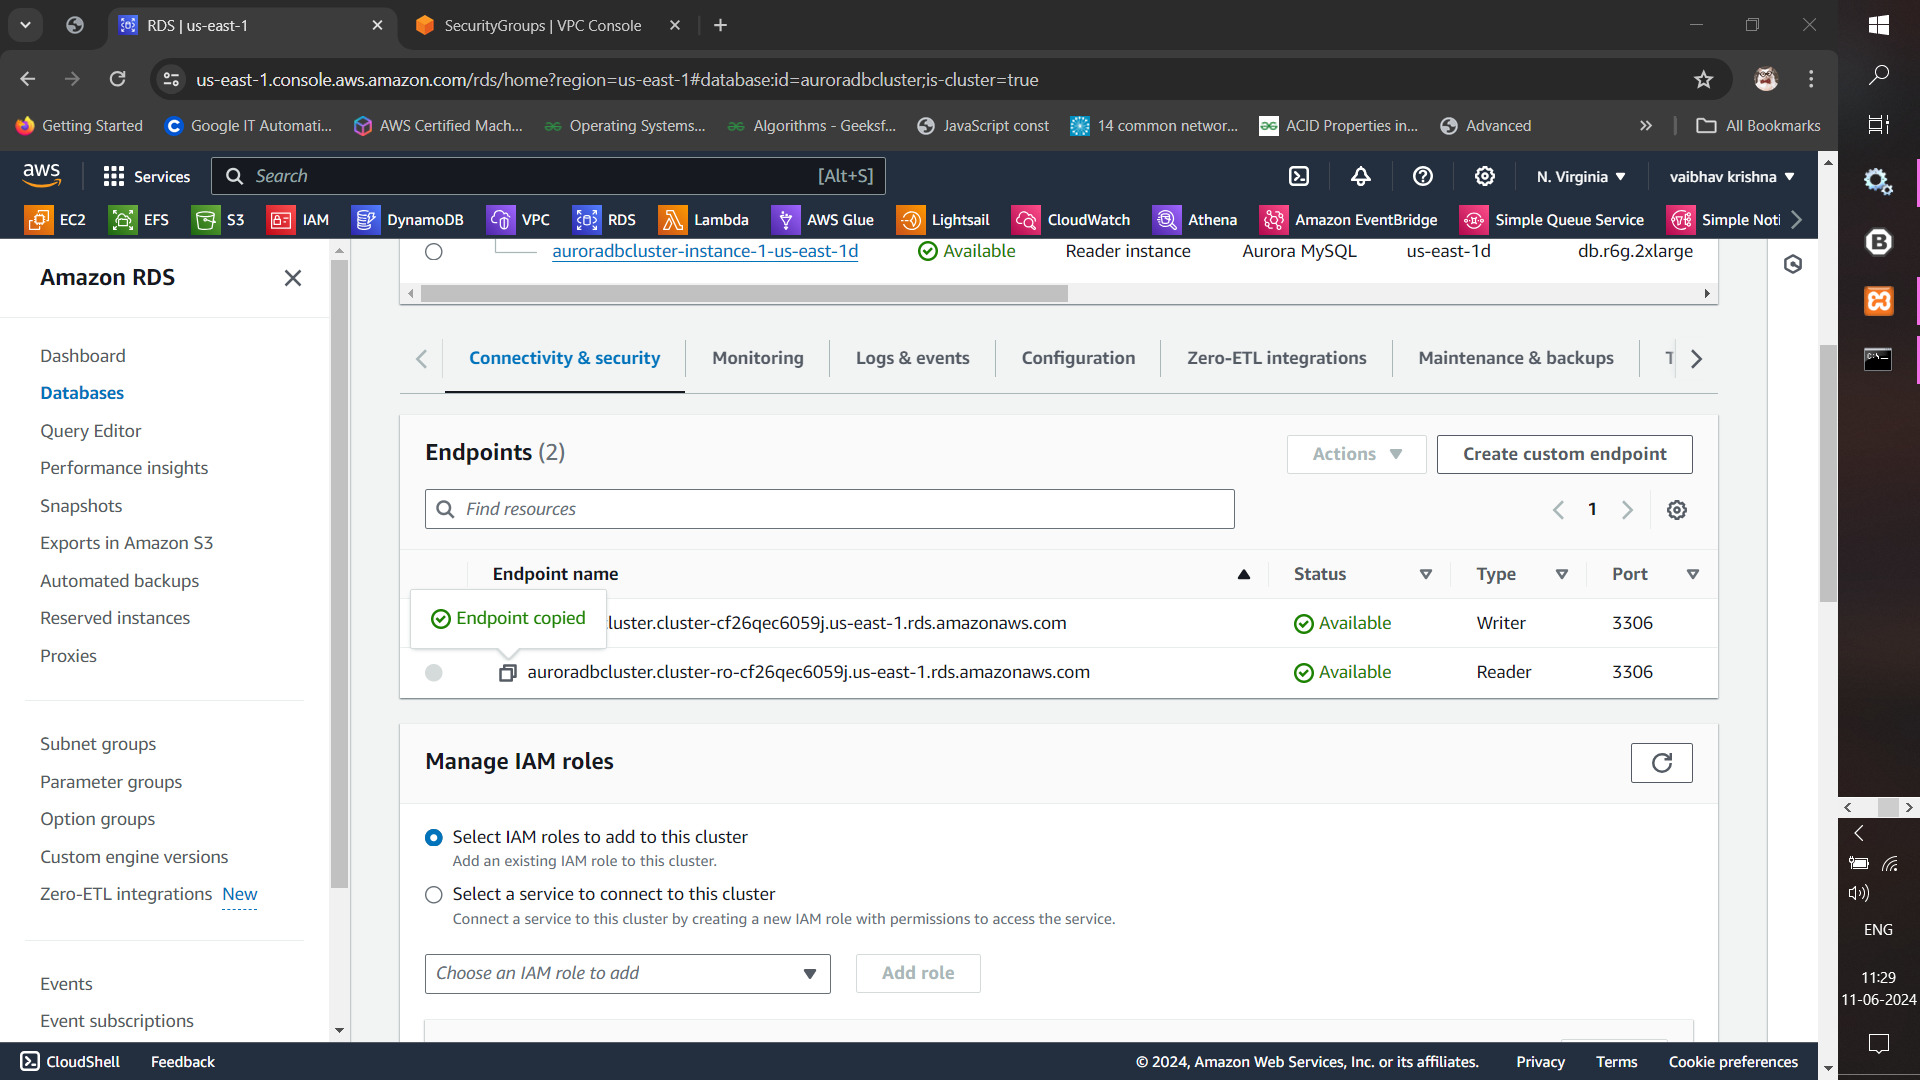 RDS | us-east-1
SecurityGroups | VPC Console
us-east-1.console.aws.amazon.com/rds/home?region=us-east-1#database:id=auroradbcluster;is-cluster=true
Getting Started
Google IT Automati...
AWS Certified Mach...
Operating Systems...
Algorithms - Geeksf...
JavaScript const
14 common networ...
ACID Properties in...
Advanced
All Bookmarks
aws
Services
Search
[Alt+S]
N. Virginia
vaibhav krishna
EC2
EFS
S3
IAM
DynamoDB
VPC
RDS
Lambda
AWS Glue
Lightsail
CloudWatch
Athena
Amazon EventBridge
Simple Queue Service
Simple Noti
Amazon RDS
Dashboard
Databases
Query Editor
Performance insights
Snapshots
Exports in Amazon S3
Automated backups
Reserved instances
Proxies
Subnet groups
Parameter groups
Option groups
Custom engine versions
Zero-ETL integrations New
Events
Event subscriptions
auroradbcluster-instance-1-us-east-1d
Available
Reader instance
Aurora MySQL
us-east-1d
db.r6g.2xlarge
Connectivity & security
Monitoring
Logs & events
Configuration
Zero-ETL integrations
Maintenance & backups
T
Endpoints (2)
Actions
Create custom endpoint
Find resources
1
Endpoint name
Status
Type
Port
Endpoint copied
luster.cluster-cf26qec6059j.us-east-1.rds.amazonaws.com
Available
Writer
3306
auroradbcluster.cluster-ro-cf26qec6059j.us-east-1.rds.amazonaws.com
Available
Reader
3306
Manage IAM roles
Select IAM roles to add to this cluster
Add an existing IAM role to this cluster.
Select a service to connect to this cluster
Connect a service to this cluster by creating a new IAM role with permissions to access the service.
Choose an IAM role to add
Add role
CloudShell
Feedback
© 2024, Amazon Web Services, Inc. or its affiliates.
Privacy
Terms
Cookie preferences
ENG
11:29
11-06-2024